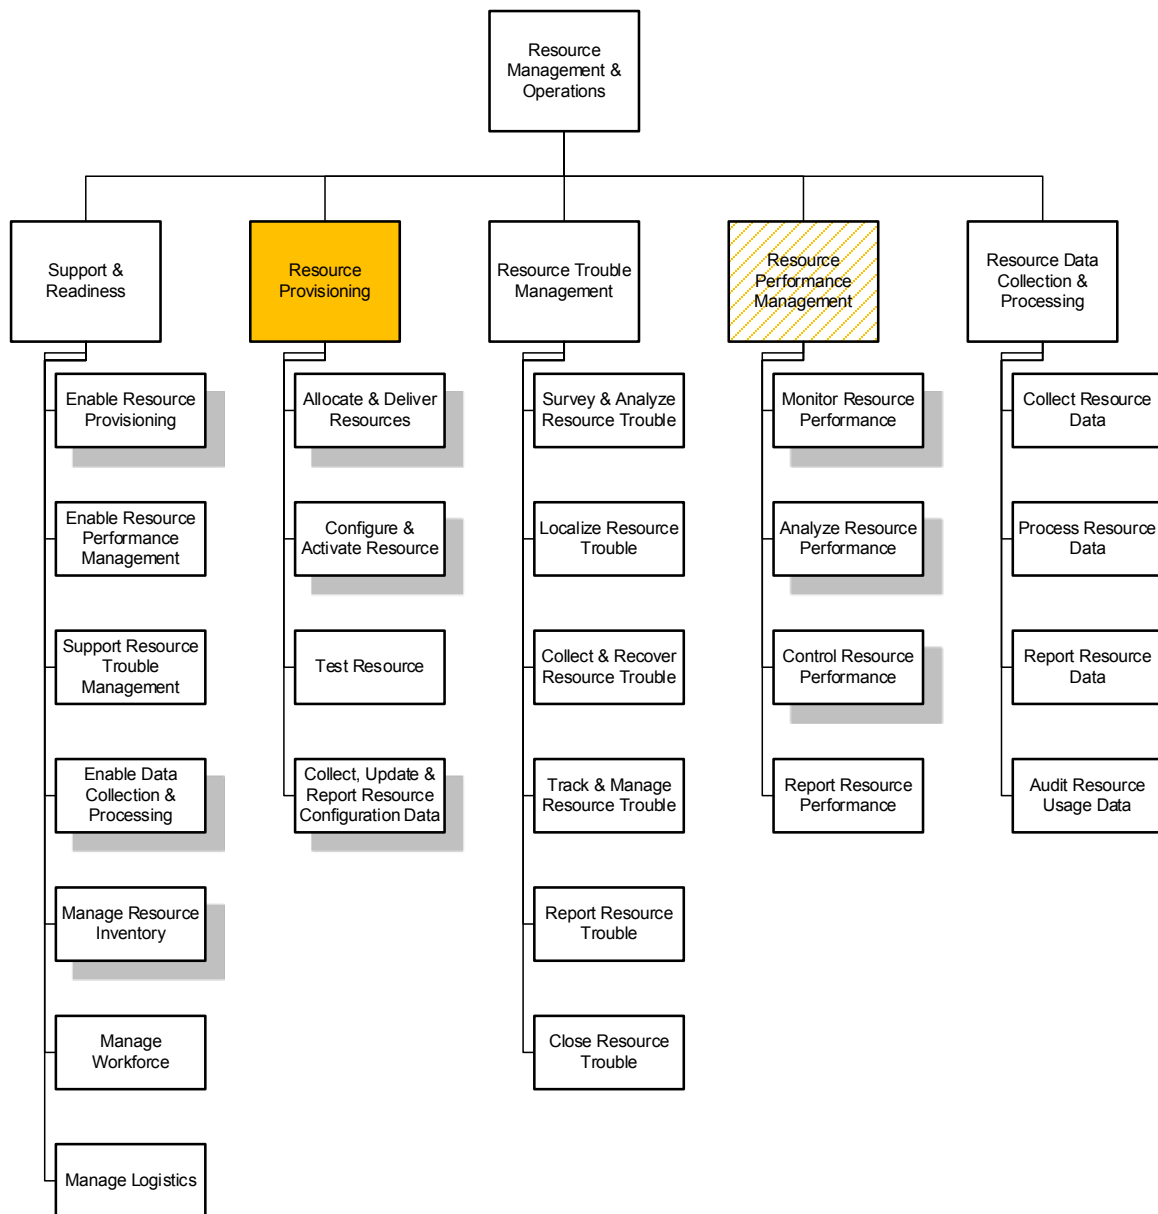 Resource
Management &
Operations
Support &
Readiness
Resource
Provisioning
Resource Trouble
Management
Resource
Performance
Management
Resource Data
Collection &
Processing
Enable Resource
Provisioning
Enable Resource
Performance
Management
Support Resource
Trouble
Management
Enable Data
Collection &
Processing
Manage Resource
Inventory
Manage
Workforce
Manage Logistics
Allocate & Deliver
Resources
Configure &
Activate Resource
Test Resource
Collect, Update &
Report Resource
Configuration Data
Survey & Analyze
Resource Trouble
Localize Resource
Trouble
Collect & Recover
Resource Trouble
Track & Manage
Resource Trouble
Report Resource
Trouble
Close Resource
Trouble
Monitor Resource
Performance
Analyze Resource
Performance
Control Resource
Performance
Report Resource
Performance
Collect Resource
Data
Process Resource
Data
Report Resource
Data
Audit Resource
Usage Data